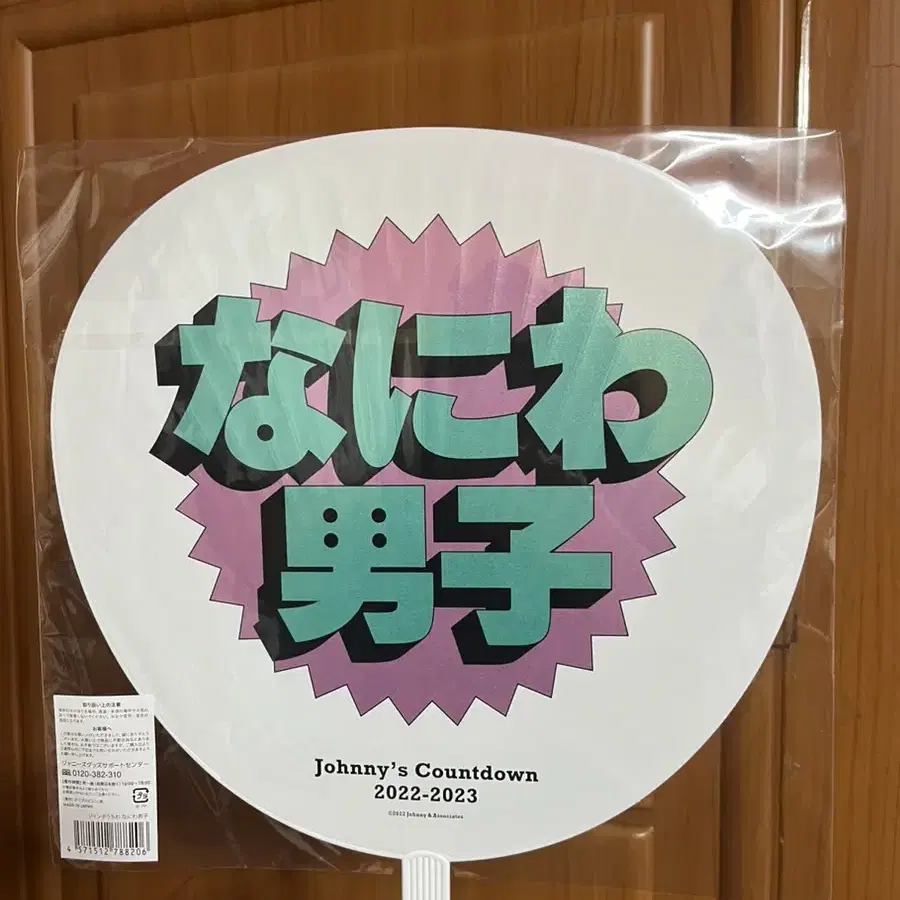 なにわ
男子
Johnny's Countdown
2022-2023
©2022 Johnny & Associates
取り扱い上の注意
お客様へ
ジャニーズグッズサポートセンター
0120-382-310
MADE IN JAPAN
ジャンボうちわ なにわ男子
4 571512 788206